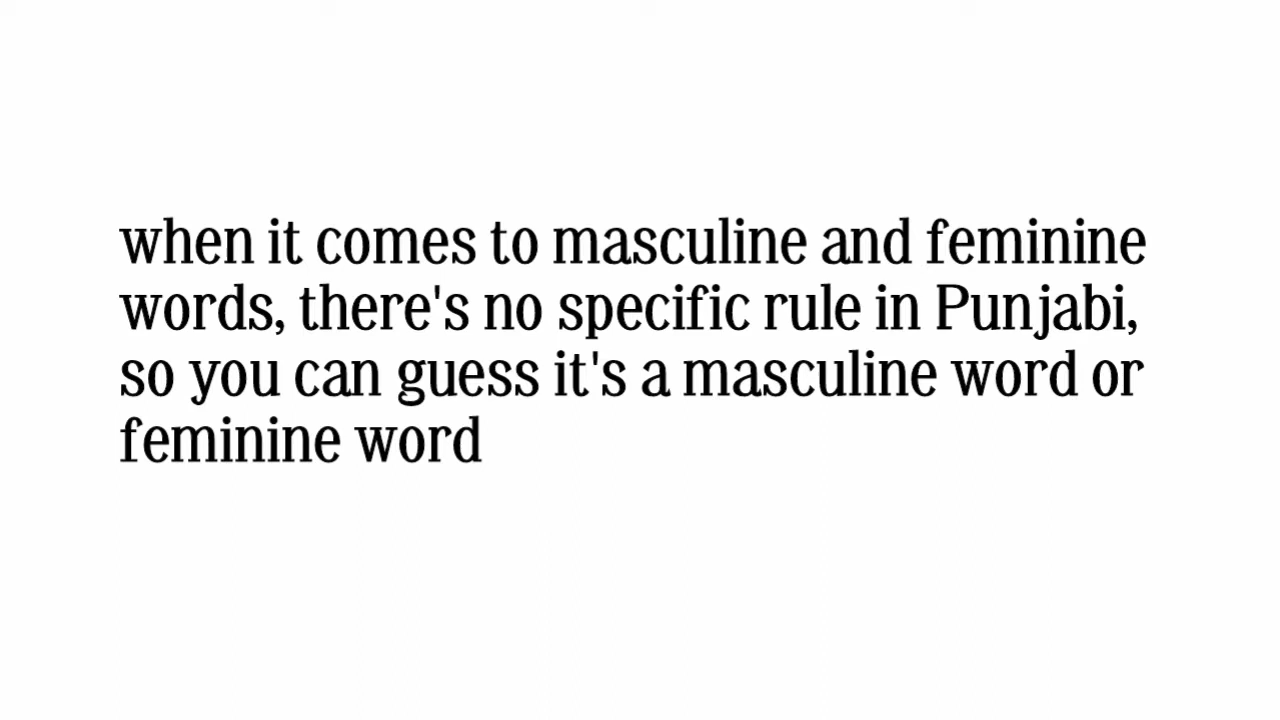 when it comes to masculine and feminine
words, there's no specific rule in Punjabi,
so you can guess it's a masculine word or
feminine word